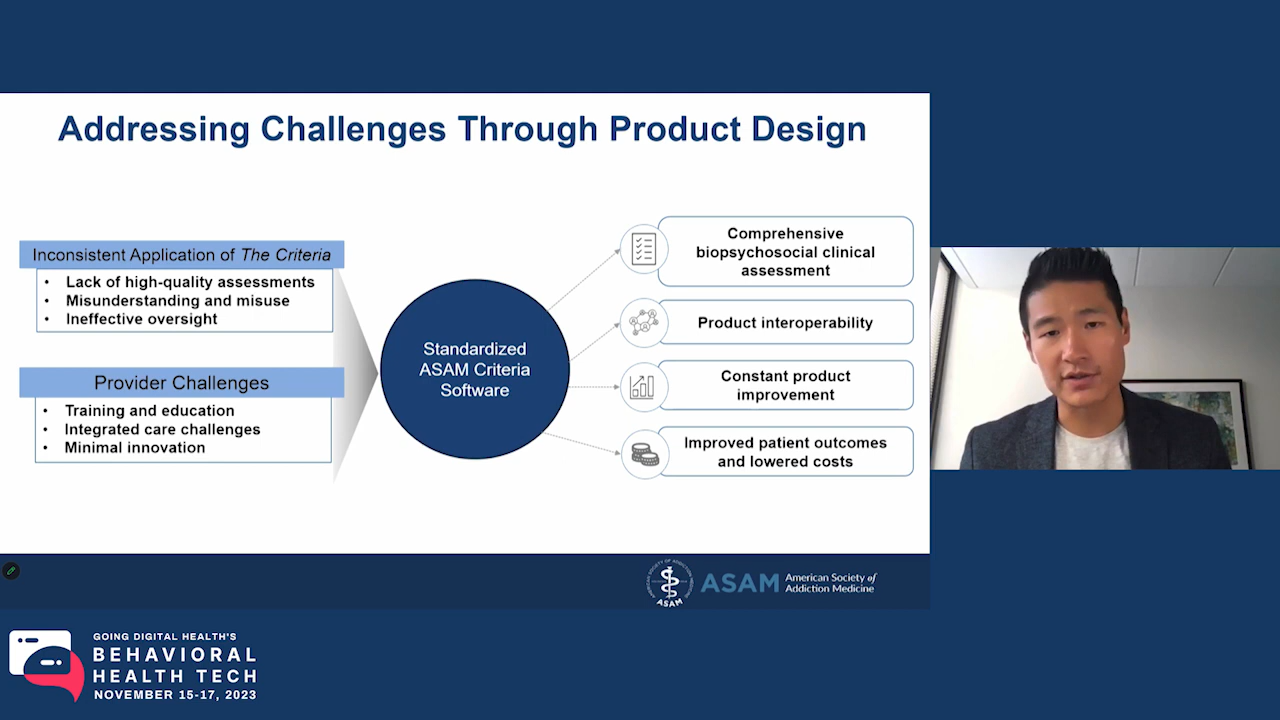 Addressing Challenges Through Product Design
Inconsistent Application of The Criteria
• Lack of high-quality assessments
• Misunderstanding and misuse
• Ineffective oversight
Provider Challenges
• Training and education
• Integrated care challenges
• Minimal innovation
Standardized
ASAM Criteria
Software
Comprehensive
biopsychosocial clinical
assessment
Product interoperability
Constant product
improvement
Improved patient outcomes
and lowered costs
ASAM
ASAM
American Society of
Addiction Medicine
GOING DIGITAL HEALTH'S
BEHAVIORAL
HEALTH TECH
NOVEMBER 15-17, 2023